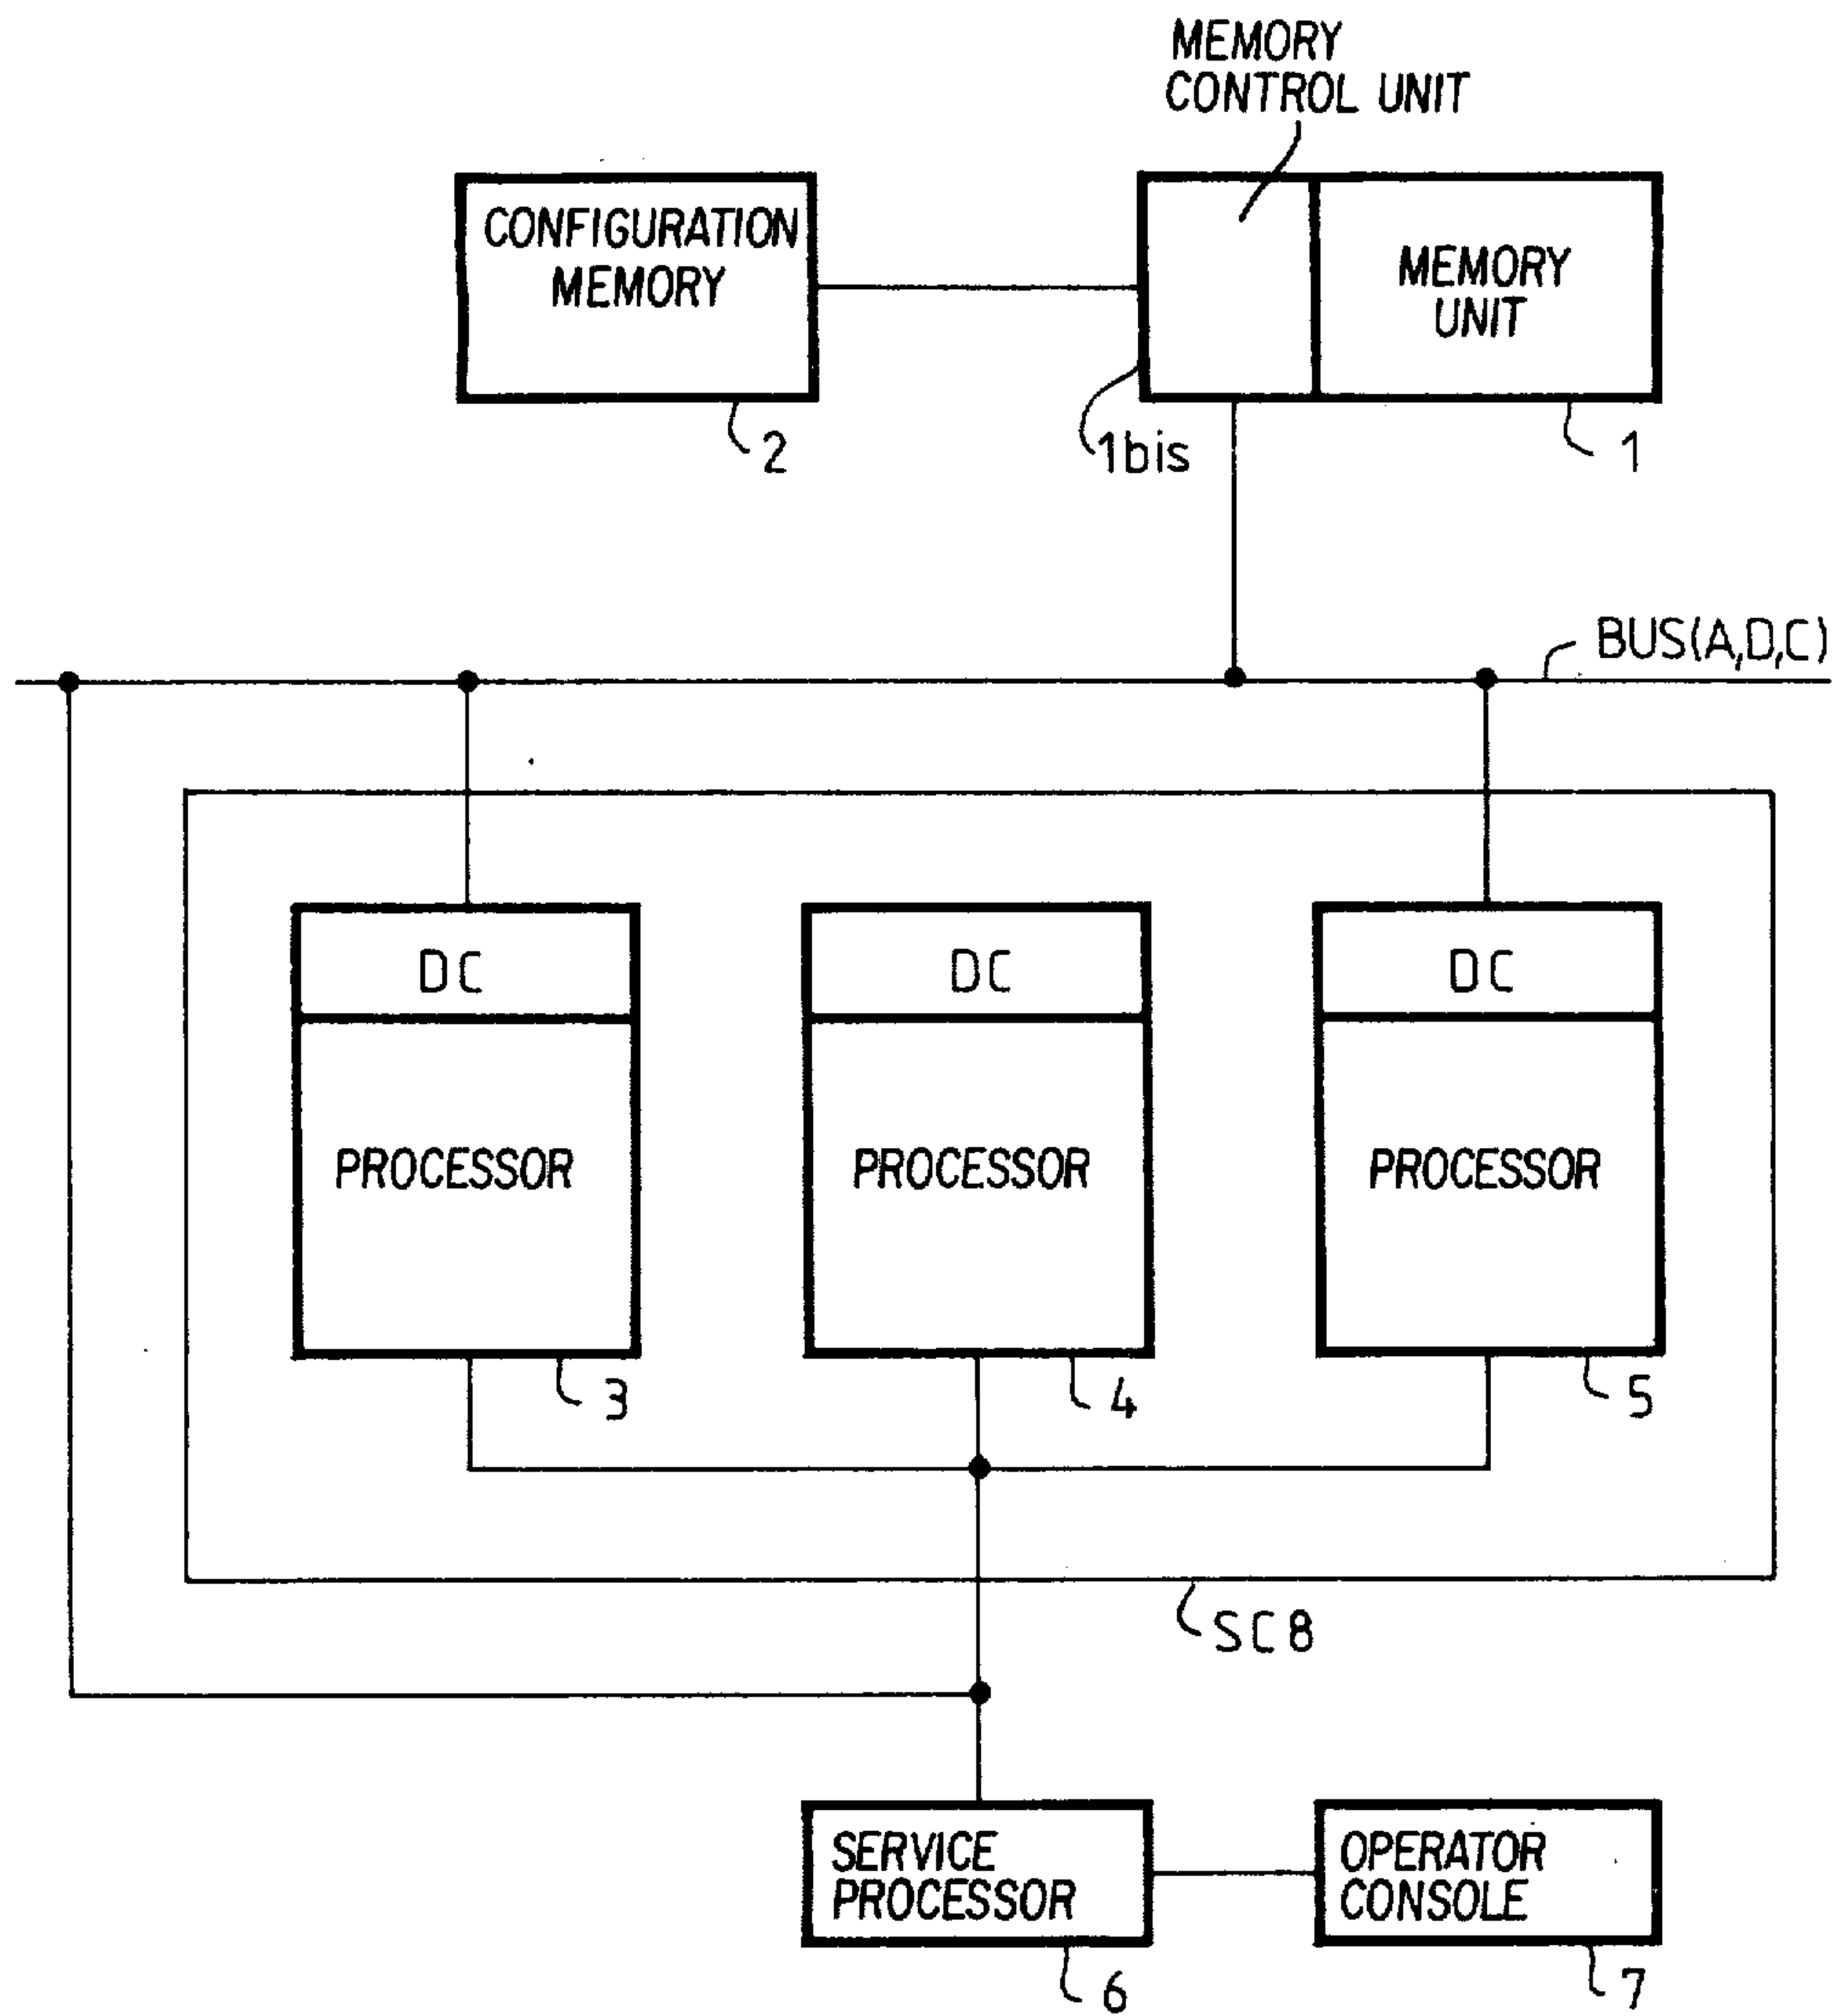 MEMORY
CONTROL UNIT
CONFIGURATION
MEMORY
MEMORY
UNIT
2
1bis
1
BUS(A,D,C)
DC
DC
DC
PROCESSOR
PROCESSOR
PROCESSOR
3
4
5
SC8
SERVICE
PROCESSOR
OPERATOR
CONSOLE
6
7